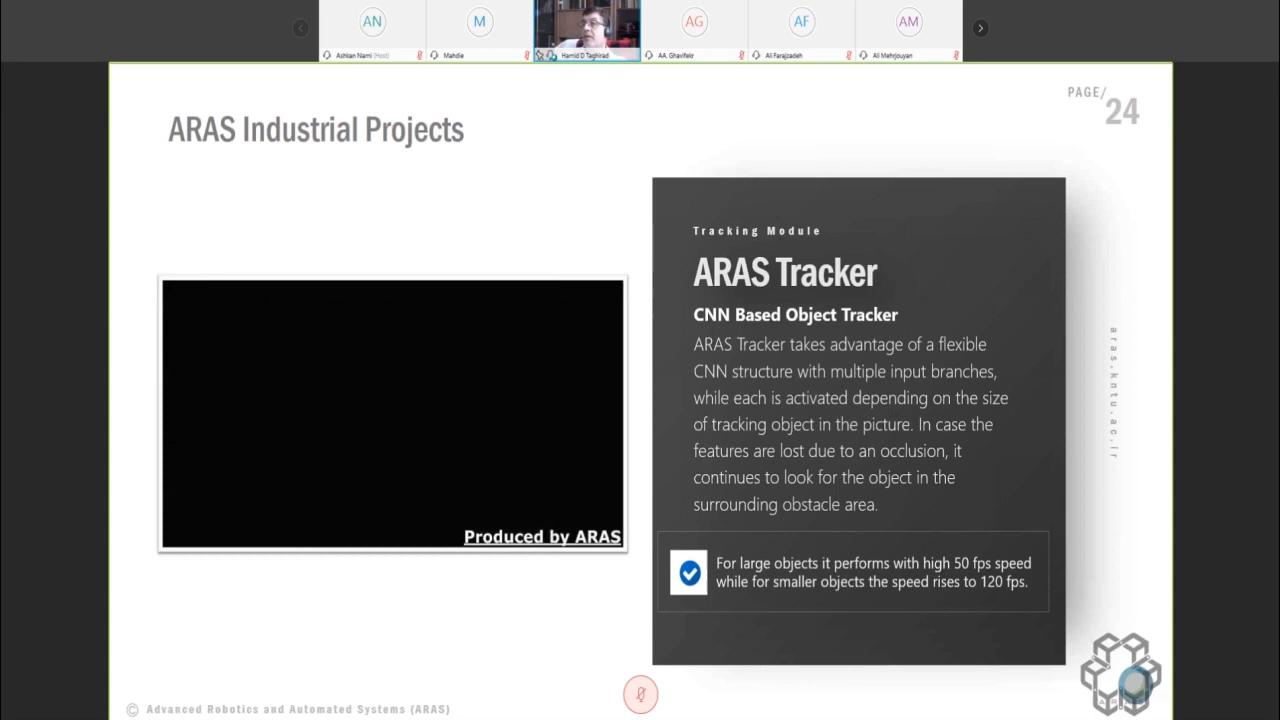 AN
M
AG
AF
AM
Ashkan Nami (Host)
Mahdie
Hamid D Taghirad
AA. Ghavifekr
Ali Farajzadeh
Ali Mehrjouyan
PAGE/
24
ARAS Industrial Projects
Tracking Module
ARAS Tracker
CNN Based Object Tracker
ARAS Tracker takes advantage of a flexible
CNN structure with multiple input branches,
while each is activated depending on the size
of tracking object in the picture. In case the
features are lost due to an occlusion, it
continues to look for the object in the
surrounding obstacle area.
Produced by ARAS
For large objects it performs with high 50 fps speed
while for smaller objects the speed rises to 120 fps.
aras.kntu.ac.ir
© Advanced Robotics and Automated Systems (ARAS)